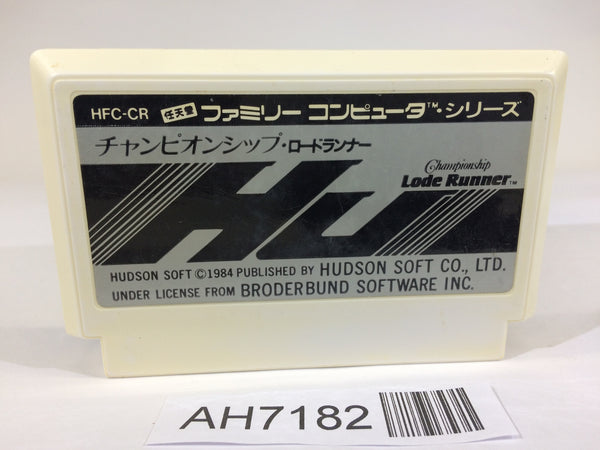 HFC-CR 任天堂 ファミリー コンピュータ™・シリーズ
チャンピオンシップ・ロードランナー
Championship
Lode Runner™
HU
HUDSON SOFT ©1984 PUBLISHED BY HUDSON SOFT CO., LTD.
UNDER LICENSE FROM BRODERBUND SOFTWARE INC.
AH7182